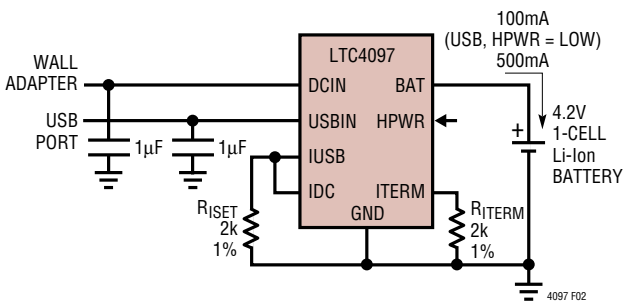 100mA
(USB, HPWR = LOW)
500mA
WALL
ADAPTER
USB
PORT
1µF
1µF
LTC4097
DCIN
BAT
USBIN
HPWR
IUSB
IDC
ITERM
GND
RISET
2k
1%
RITERM
2k
1%
+
4.2V
1-CELL
Li-Ion
BATTERY
4097 F02